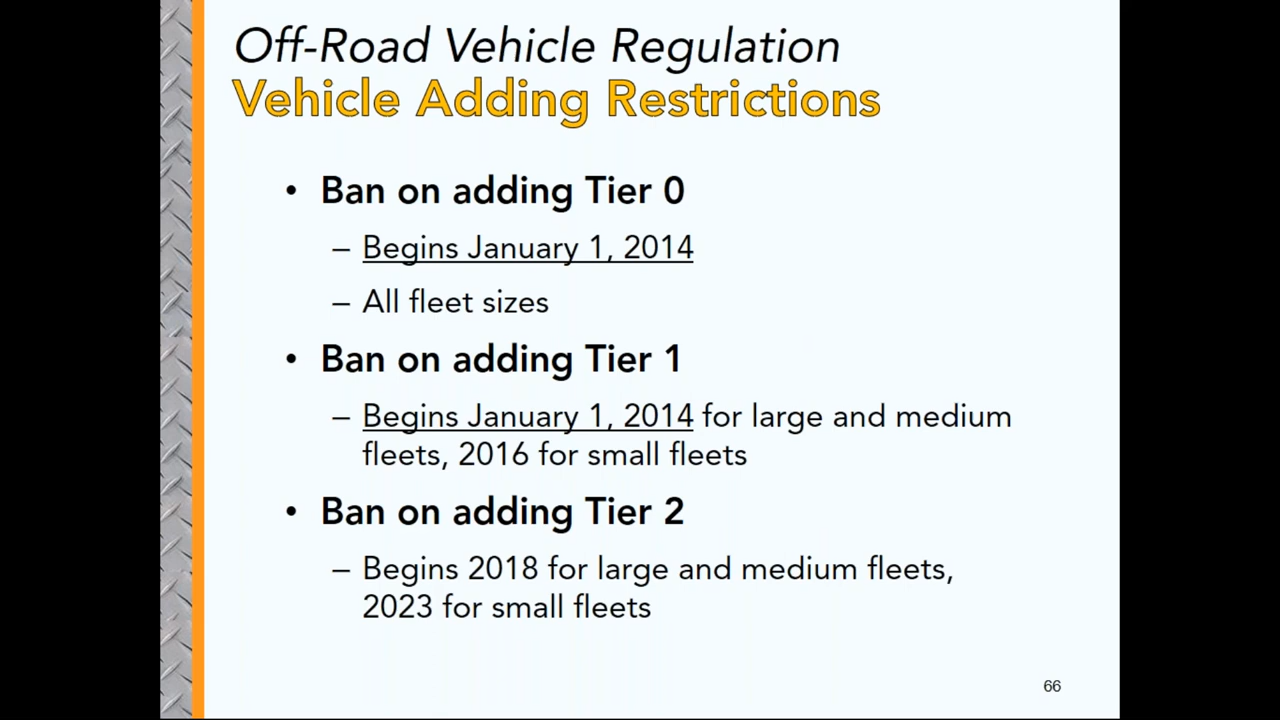 Off-Road Vehicle Regulation
Vehicle Adding Restrictions
• Ban on adding Tier 0
– Begins January 1, 2014
– All fleet sizes
• Ban on adding Tier 1
– Begins January 1, 2014 for large and medium
fleets, 2016 for small fleets
• Ban on adding Tier 2
– Begins 2018 for large and medium fleets,
2023 for small fleets
66